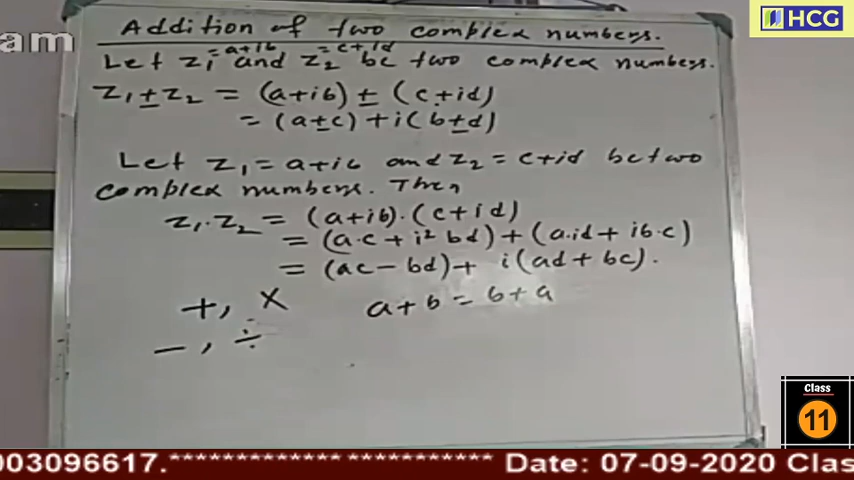 am
HCG
Addition of two complex numbers.
=a+ib =c+id
Let z₁ and z₂ be two complex numbers.
z₁ ± z₂ = (a+ib) ± (c+id)
= (a±c) + i(b±d)
Let z₁ = a+ib and z₂ = c+id be two
complex numbers. Then
z₁·z₂ = (a+ib)·(c+id)
= (a·c + i² bd) + (a·id + ib·c)
= (ac - bd) + i(ad + bc).
+, × a+b = b+a
-, ÷
Class
11
003096617.*************************** Date: 07-09-2020 Clas